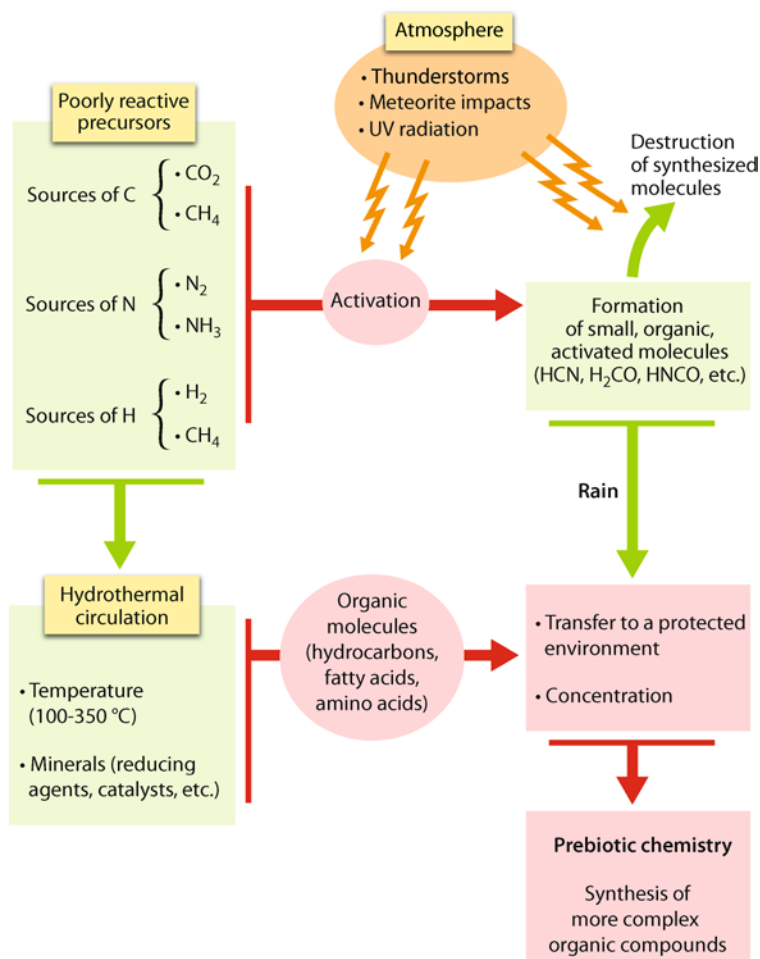 Atmosphere
• Thunderstorms
• Meteorite impacts
• UV radiation
Poorly reactive
precursors
Sources of C
• CO₂
• CH₄
Sources of N
• N₂
• NH₃
Sources of H
• H₂
• CH₄
Activation
Destruction
of synthesized
molecules
Formation
of small, organic,
activated molecules
(HCN, H₂CO, HNCO, etc.)
Rain
Hydrothermal
circulation
• Temperature
(100-350 °C)
• Minerals (reducing
agents, catalysts, etc.)
Organic
molecules
(hydrocarbons,
fatty acids,
amino acids)
• Transfer to a protected
environment
• Concentration
Prebiotic chemistry
Synthesis of
more complex
organic compounds